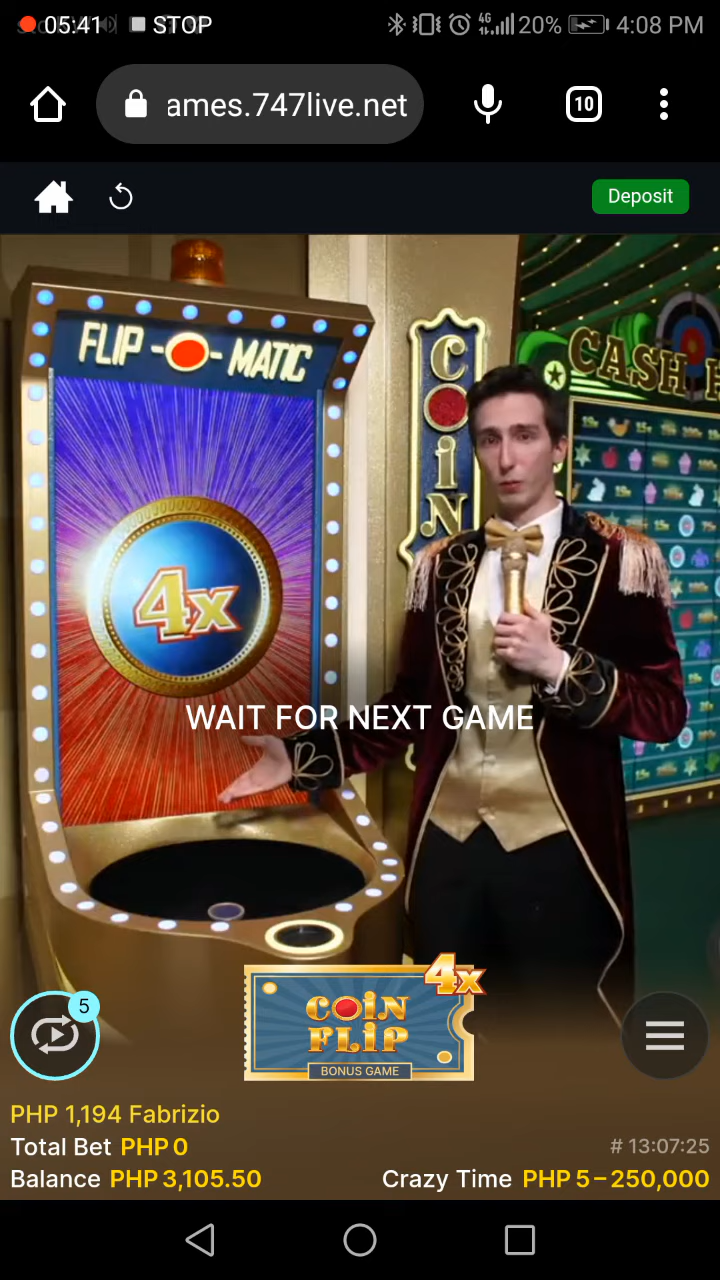 05:41 STOP 4G 20% 4:08 PM
ames.747live.net 10
Deposit
FLIP-O-MATIC
COIN
CASH H
4x
WAIT FOR NEXT GAME
4x
COIN
FLIP
BONUS GAME
5
PHP 1,194 Fabrizio
Total Bet PHP 0
# 13:07:25
Balance PHP 3,105.50
Crazy Time PHP 5–250,000